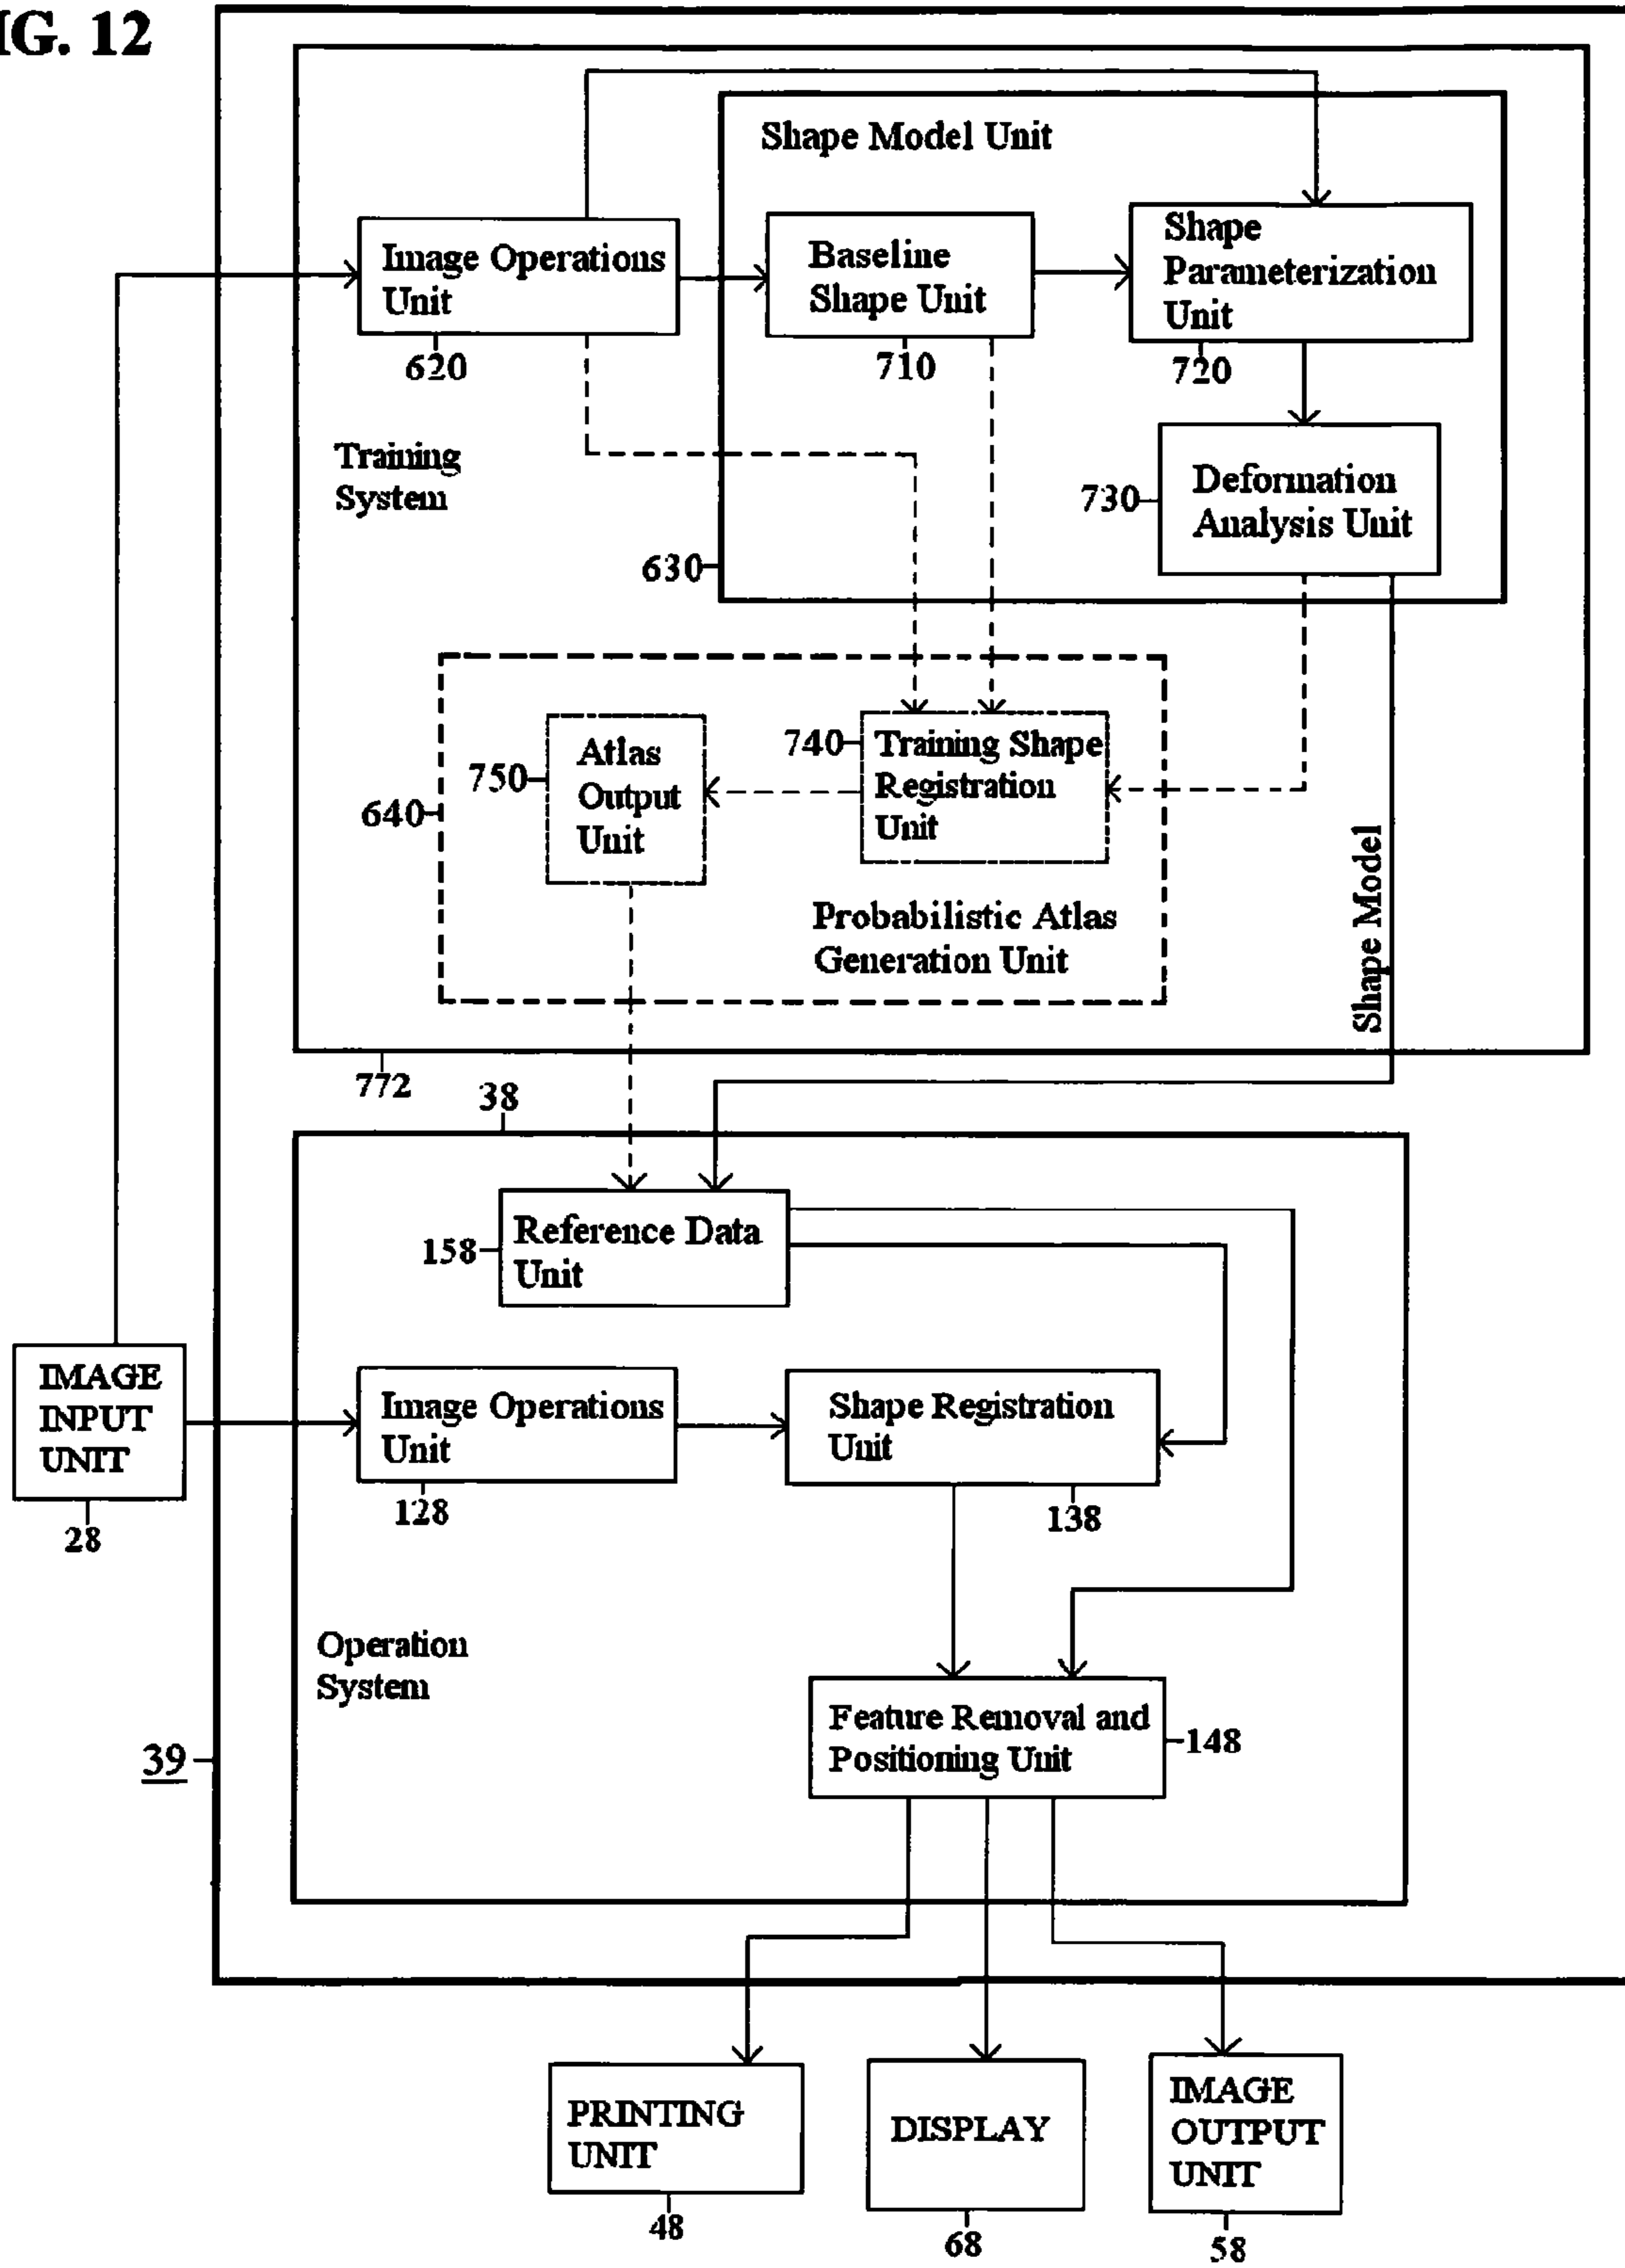 IG. 12
Shape Model Unit
Image Operations
Unit
620
Baseline
Shape Unit
710
Shape
Parameterization
Unit
720
Training
System
730
Deformation
Analysis Unit
630
750
Atlas
Output
Unit
740
Training Shape
Registration
Unit
640
Probabilistic Atlas
Generation Unit
Shape Model
772
38
158
Reference Data
Unit
IMAGE
INPUT
UNIT
28
Image Operations
Unit
128
Shape Registration
Unit
138
Operation
System
39
Feature Removal and
Positioning Unit
148
PRINTING
UNIT
48
DISPLAY
68
IMAGE
OUTPUT
UNIT
58